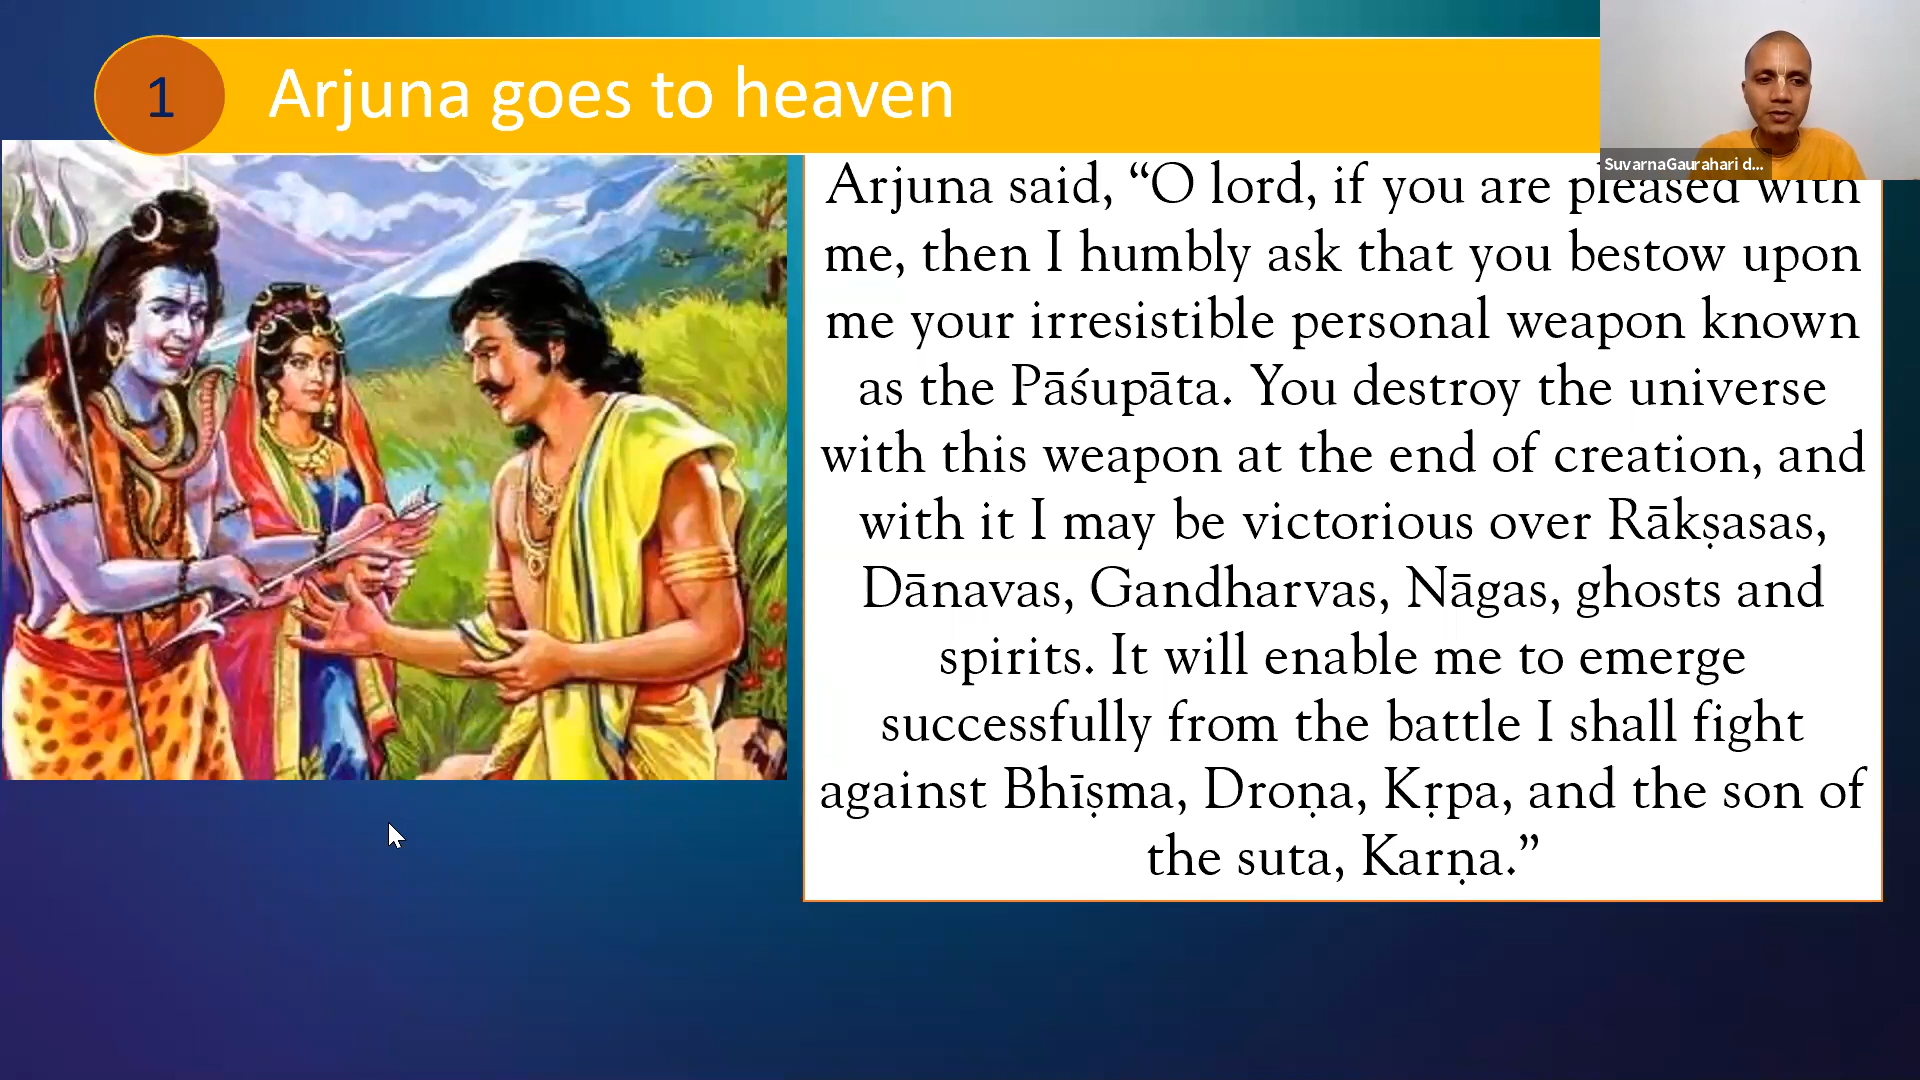 1
Arjuna goes to heaven
SuvarnaGaurahari d...
Arjuna said, “O lord, if you are pleased with
me, then I humbly ask that you bestow upon
me your irresistible personal weapon known
as the Pāśupāta. You destroy the universe
with this weapon at the end of creation, and
with it I may be victorious over Rākṣasas,
Dānavas, Gandharvas, Nāgas, ghosts and
spirits. It will enable me to emerge
successfully from the battle I shall fight
against Bhīṣma, Droṇa, Kṛpa, and the son of
the suta, Karṇa.”